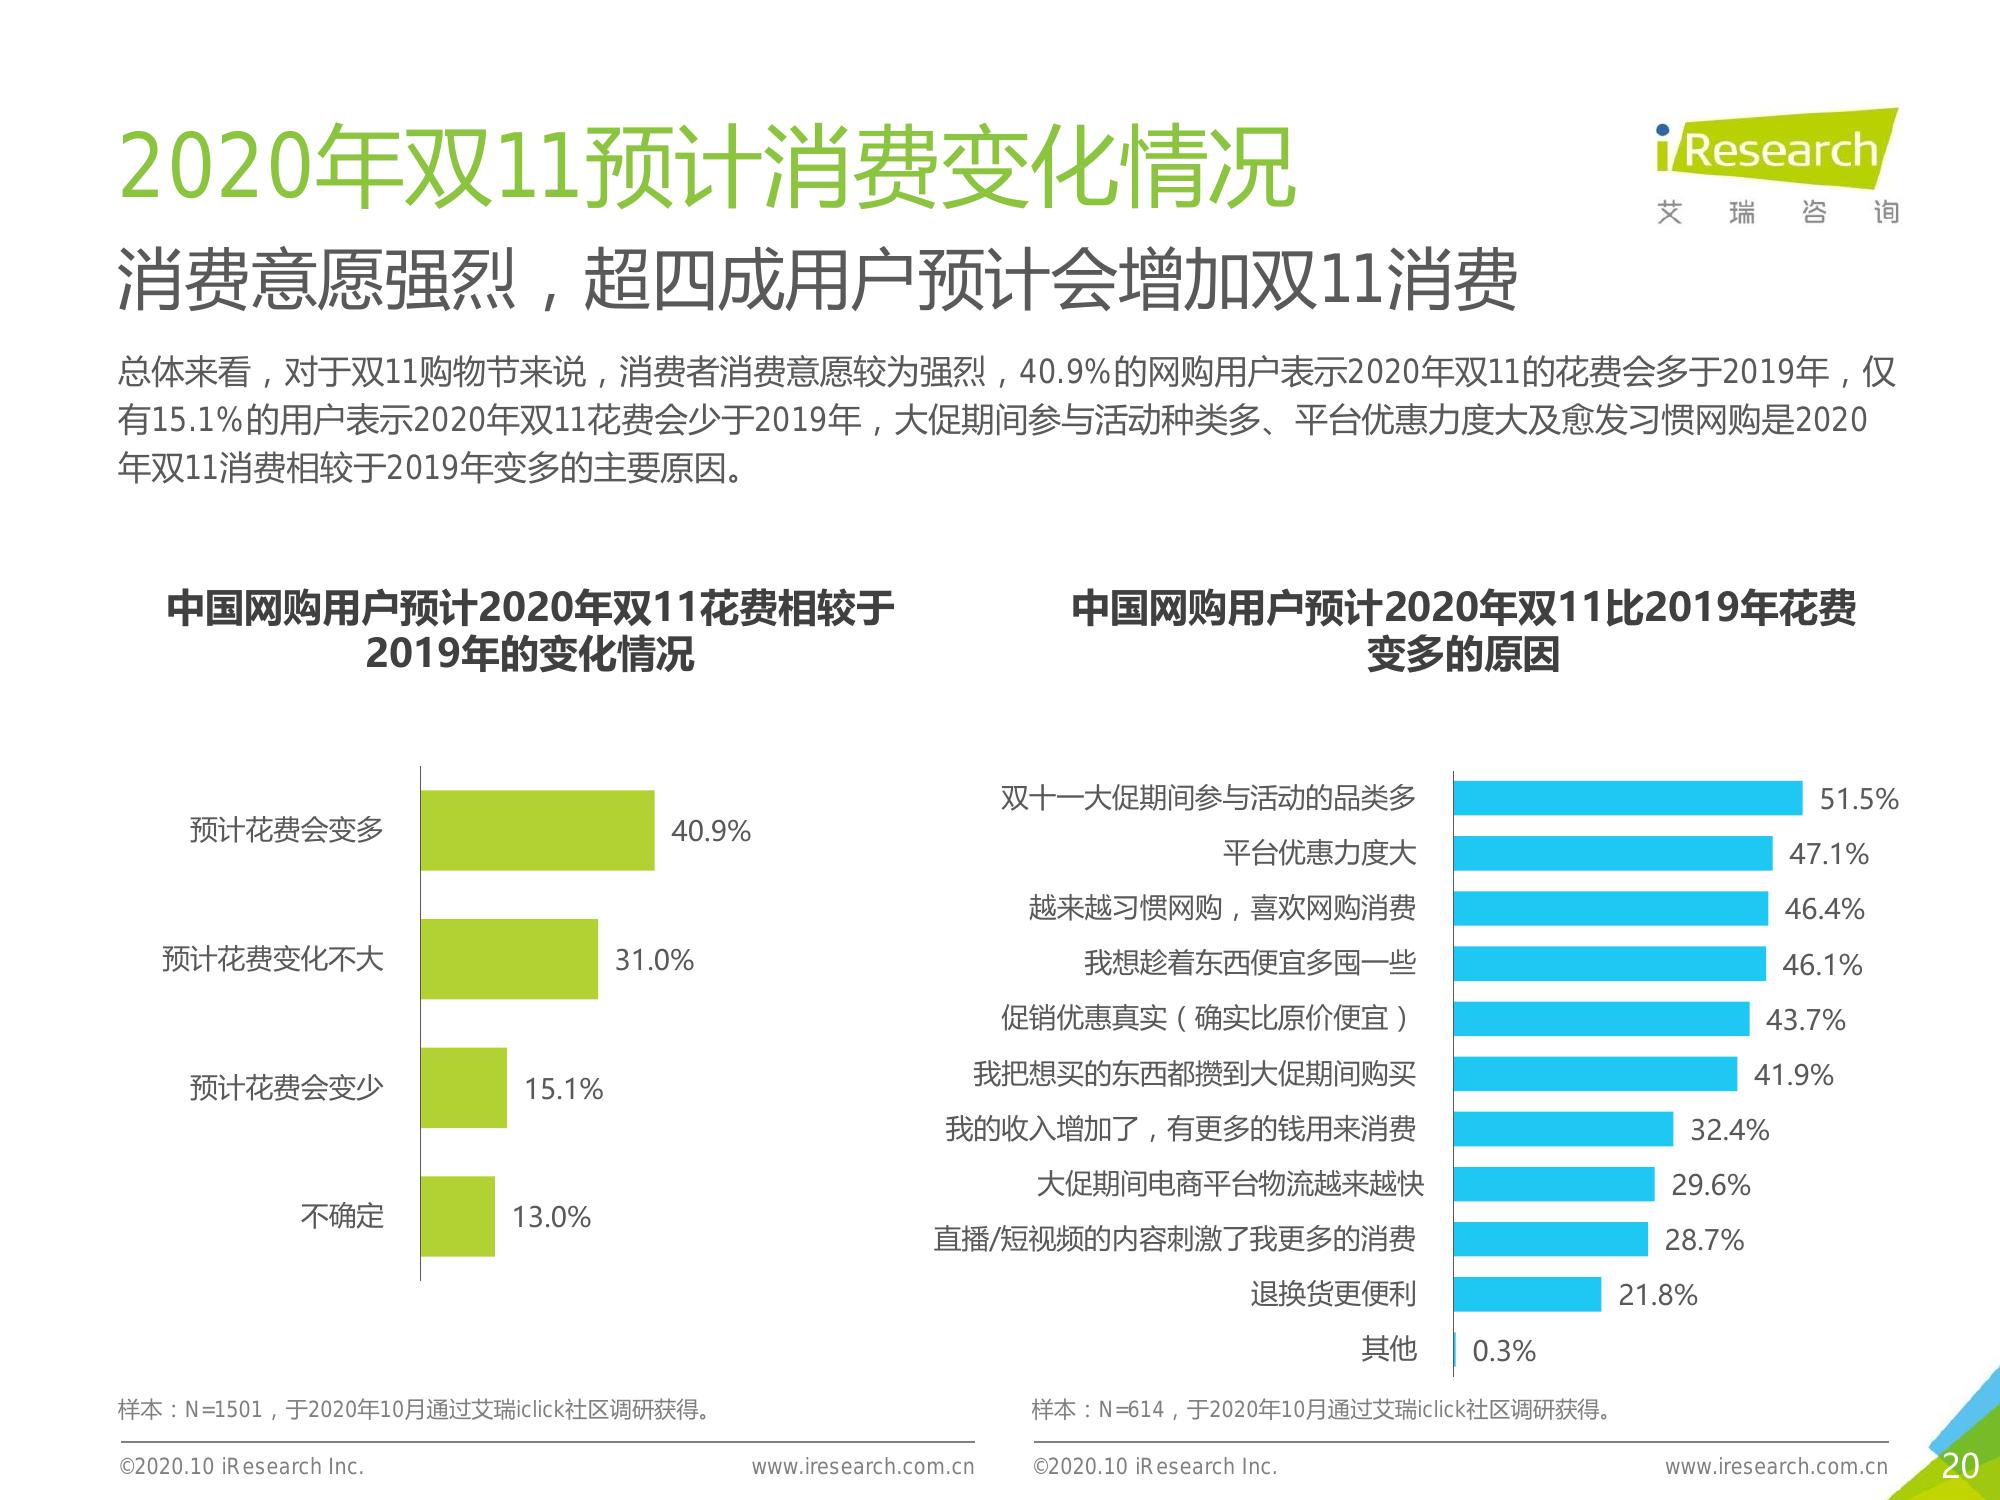 2020年双11预计消费变化情况
iResearch
艾瑞咨询
消费意愿强烈，超四成用户预计会增加双11消费
总体来看，对于双11购物节来说，消费者消费意愿较为强烈，40.9%的网购用户表示2020年双11的花费会多于2019年，仅
有15.1%的用户表示2020年双11花费会少于2019年，大促期间参与活动种类多、平台优惠力度大及愈发习惯网购是2020
年双11消费相较于2019年变多的主要原因。
中国网购用户预计2020年双11花费相较于
2019年的变化情况
预计花费会变多 40.9%
预计花费变化不大 31.0%
预计花费会变少 15.1%
不确定 13.0%
样本：N=1501，于2020年10月通过艾瑞iclick社区调研获得。
©2020.10 iResearch Inc. www.iresearch.com.cn
中国网购用户预计2020年双11比2019年花费
变多的原因
双十一大促期间参与活动的品类多 51.5%
平台优惠力度大 47.1%
越来越习惯网购，喜欢网购消费 46.4%
我想趁着东西便宜多囤一些 46.1%
促销优惠真实（确实比原价便宜） 43.7%
我把想买的东西都攒到大促期间购买 41.9%
我的收入增加了，有更多的钱用来消费 32.4%
大促期间电商平台物流越来越快 29.6%
直播/短视频的内容刺激了我更多的消费 28.7%
退换货更便利 21.8%
其他 0.3%
样本：N=614，于2020年10月通过艾瑞iclick社区调研获得。
©2020.10 iResearch Inc. www.iresearch.com.cn
20